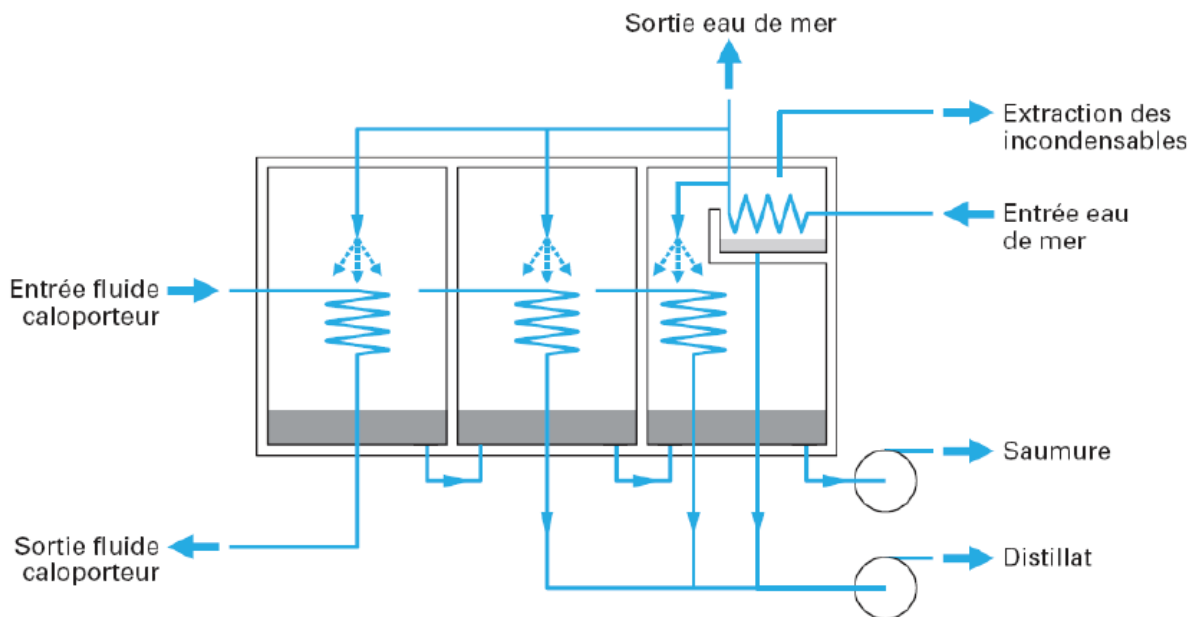 Sortie eau de mer
Extraction des
incondensables
Entrée eau
de mer
Entrée fluide
caloporteur
Saumure
Sortie fluide
caloporteur
Distillat